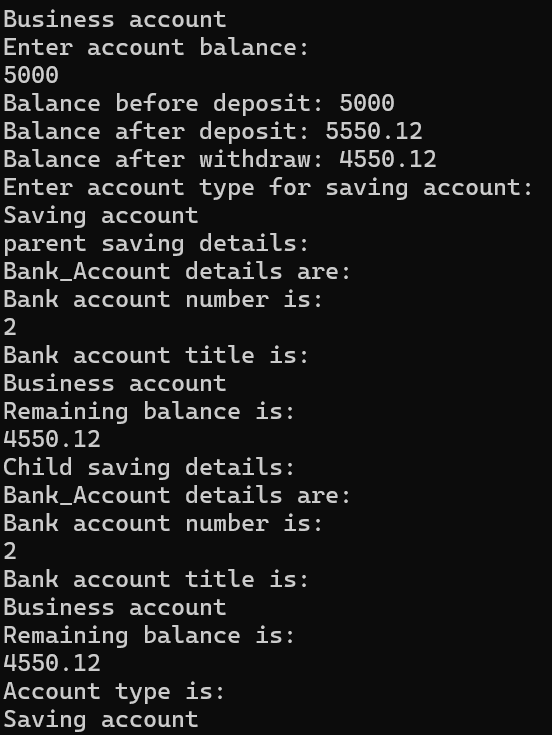 Business account
Enter account balance:
5000
Balance before deposit: 5000
Balance after deposit: 5550.12
Balance after withdraw: 4550.12
Enter account type for saving account:
Saving account
parent saving details:
Bank_Account details are:
Bank account number is:
2
Bank account title is:
Business account
Remaining balance is:
4550.12
Child saving details:
Bank_Account details are:
Bank account number is:
2
Bank account title is:
Business account
Remaining balance is:
4550.12
Account type is:
Saving account